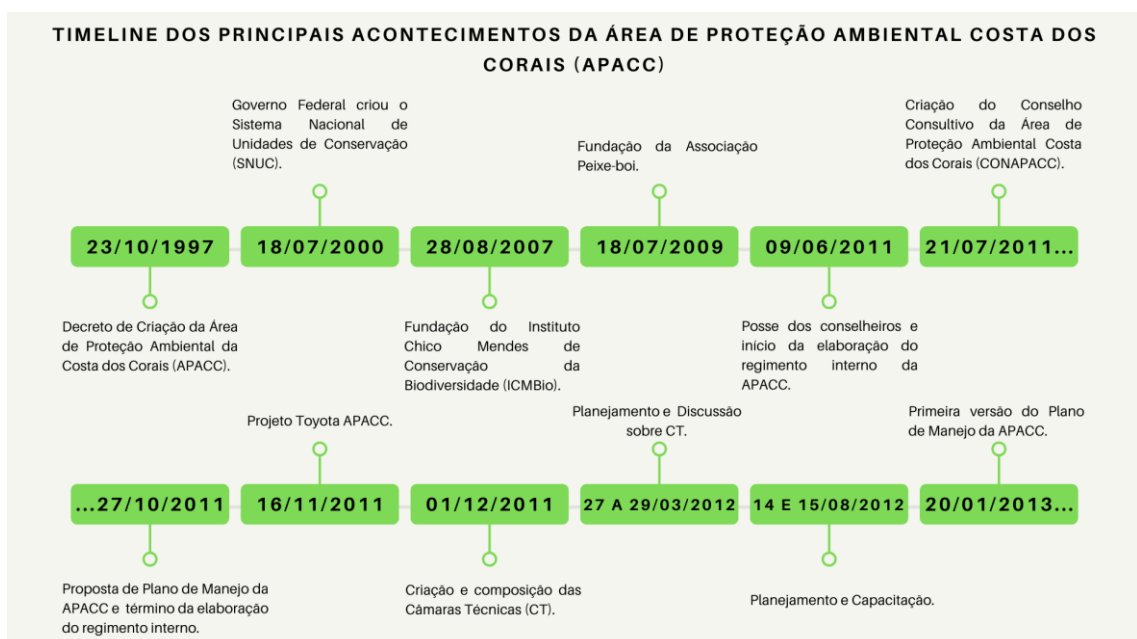 TIMELINE DOS PRINCIPAIS ACONTECIMENTOS DA ÁREA DE PROTEÇÃO AMBIENTAL COSTA DOS
CORAIS (APACC)
Governo Federal criou o
Sistema Nacional de
Unidades de Conservação
(SNUC).
Fundação da Associação
Peixe-boi.
Criação do Conselho
Consultivo da Área de
Proteção Ambiental Costa
dos Corais (CONAPACC).
23/10/1997
18/07/2000
28/08/2007
18/07/2009
09/06/2011
21/07/2011...
Decreto de Criação da Área
de Proteção Ambiental da
Costa dos Corais (APACC).
Fundação do Instituto
Chico Mendes de
Conservação da
Biodiversidade (ICMBio).
Posse dos conselheiros e
início da elaboração do
regimento interno da
APACC.
Projeto Toyota APACC.
Planejamento e Discussão
sobre CT.
Primeira versão do Plano
de Manejo da APACC.
...27/10/2011
16/11/2011
01/12/2011
27 A 29/03/2012
14 E 15/08/2012
20/01/2013...
Proposta de Plano de Manejo da
APACC e término da elaboração
do regimento interno.
Criação e composição das
Câmaras Técnicas (CT).
Planejamento e Capacitação.